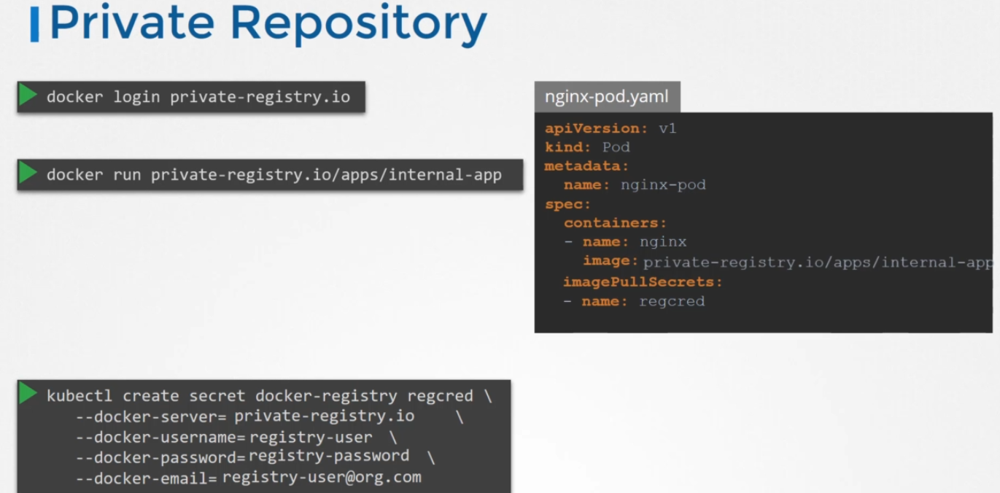 Private Repository
docker login private-registry.io
docker run private-registry.io/apps/internal-app
nginx-pod.yaml
apiVersion: v1
kind: Pod
metadata:
  name: nginx-pod
spec:
  containers:
  - name: nginx
    image: private-registry.io/apps/internal-app
  imagePullSecrets:
  - name: regcred
kubectl create secret docker-registry regcred \
   --docker-server= private-registry.io    \
   --docker-username= registry-user  \
   --docker-password= registry-password  \
   --docker-email= registry-user@org.com